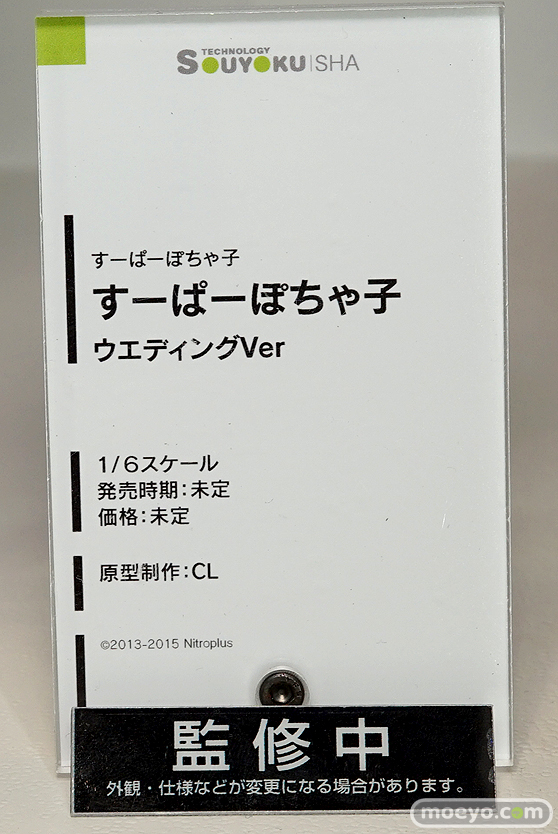 TECHNOLOGY
SOUYOKU|SHA
すーぱーぽちゃ子
すーぱーぽちゃ子
ウエディングVer
1/6スケール
発売時期:未定
価格:未定
原型制作:CL
©2013-2015 Nitroplus
監修中
外観・仕様などが変更になる場合があります。
moeyo.com